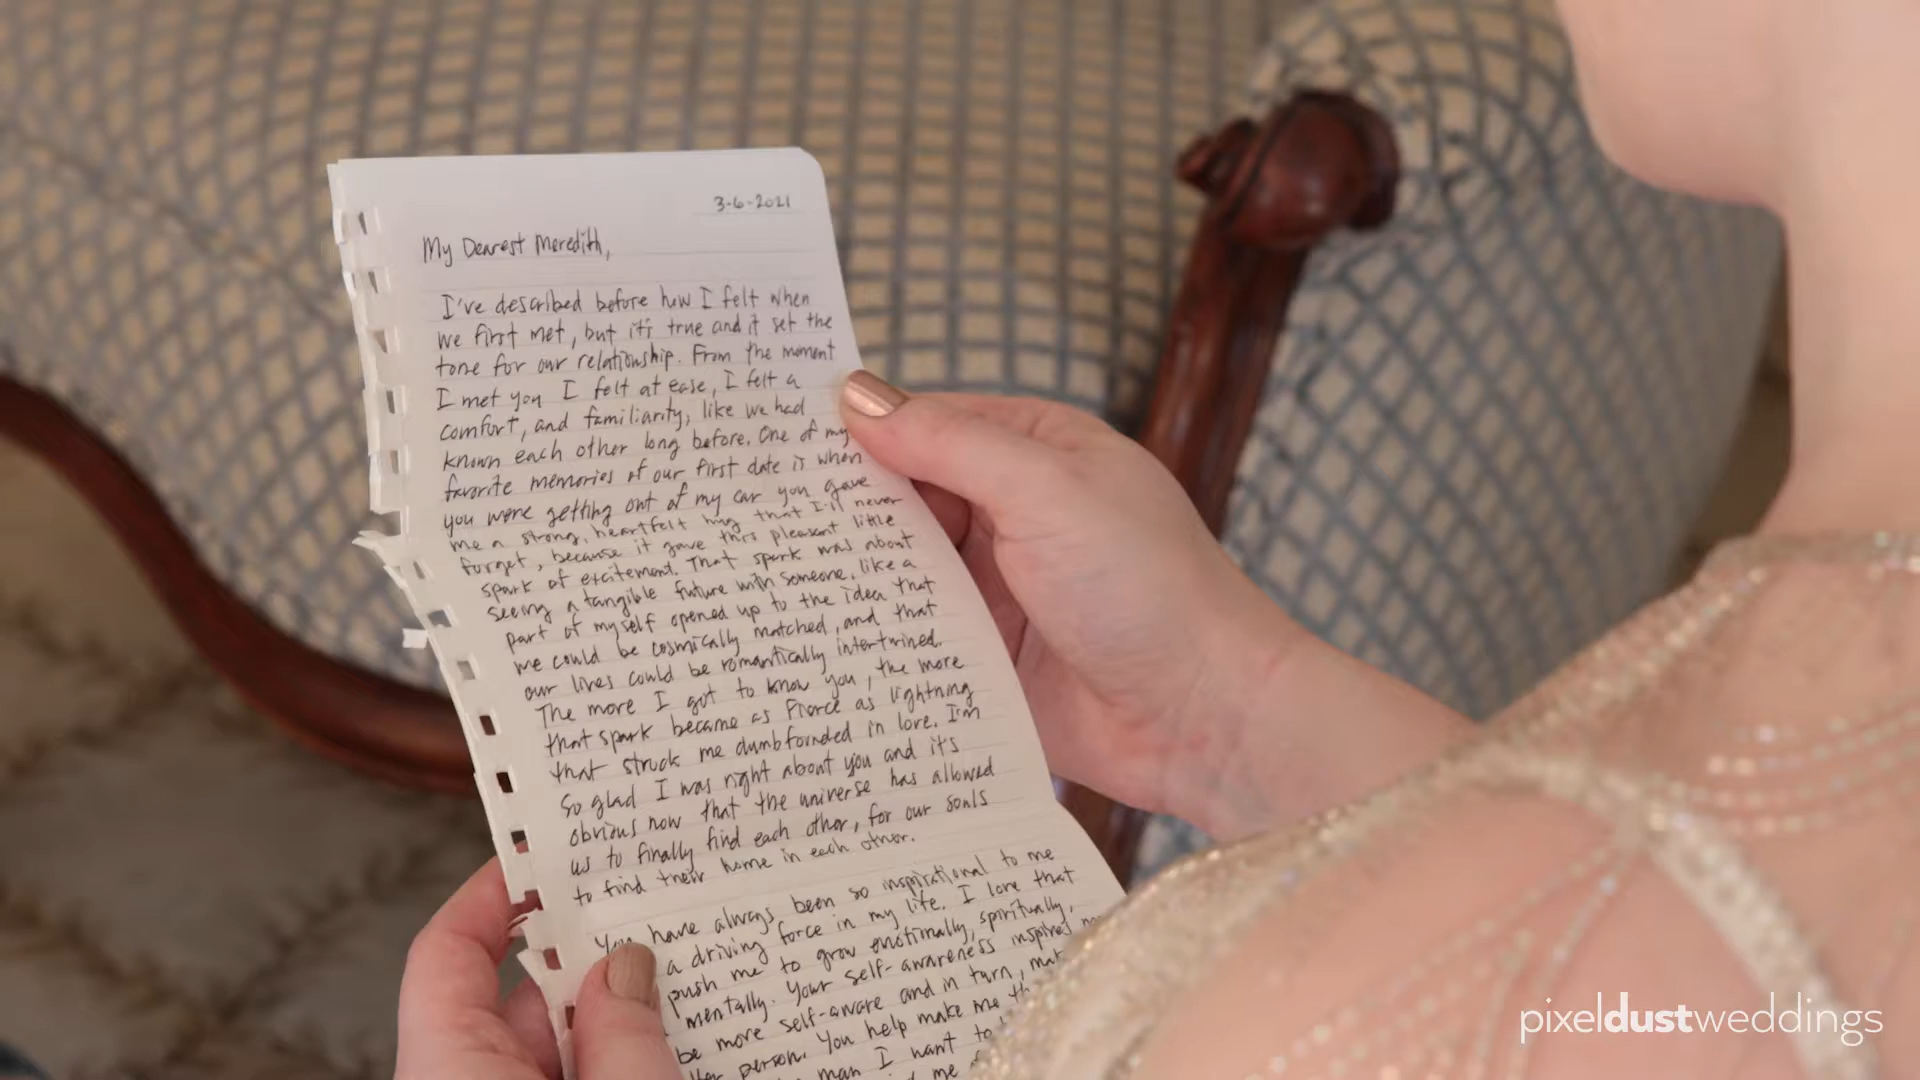 3-6-2021
My Dearest Meredith,
I've described before how I felt when
we first met, but it's true and it set the
tone for our relationship. From the moment
I met you I felt at ease, I felt a
comfort, and familiarity, like we had
known each other long before. One of my
favorite memories of our first date is when
you were getting out of my car you gave
me a strong, heartfelt hug that I'll never
forget, because it gave this pleasant little
spark of excitement. That spark was about
seeing a tangible future with someone, like a
part of myself opened up to the idea that
we could be cosmically matched, and that
our lives could be romantically intertwined.
The more I got to know you, the more
that spark became as fierce as lightning
that struck me dumbfounded in love. I'm
so glad I was right about you and it's
obvious now that the universe has allowed
us to finally find each other, for our souls
to find their home in each other.
You have always been so inspirational to me
a driving force in my life. I love that
push me to grow emotionally, spiritually,
mentally. Your self-awareness inspires
be more self-aware and in turn,
person. You help make me
man I want to
me
pixeldustweddings